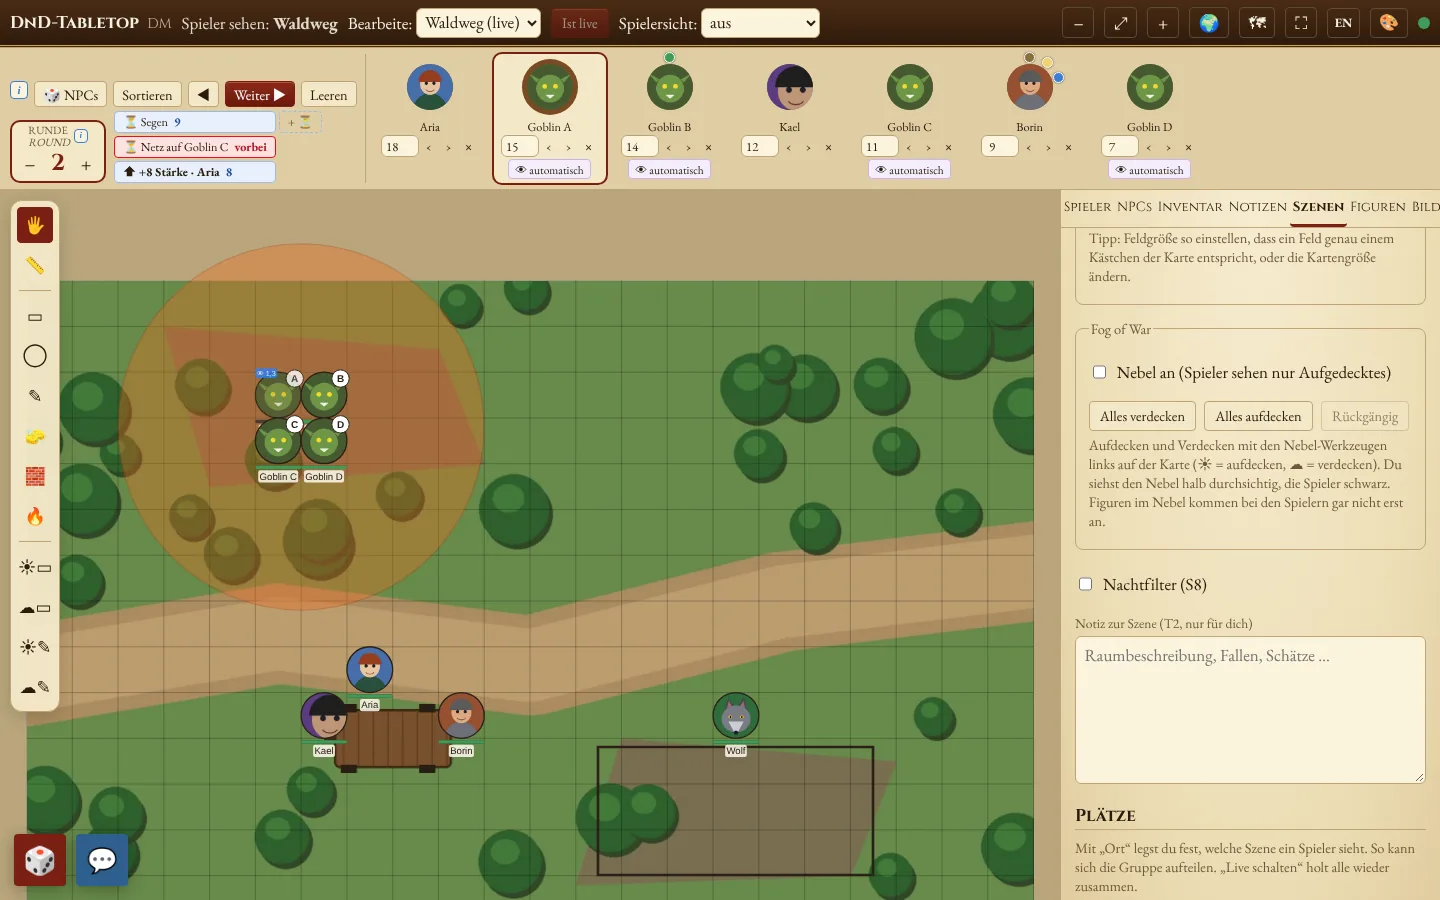 DnD-Tabletop DM Spieler sehen: Waldweg Bearbeite: Waldweg (live) Ist live Spielersicht: aus EN
i NPCs Sortieren ◀ Weiter ▶ Leeren
RUNDE
ROUND i
− 2 +
Segen 9
+
Netz auf Goblin C vorbei
+8 Stärke · Aria 8
Aria
18 ‹ › ×
Goblin A
15 ‹ › ×
automatisch
Goblin B
14 ‹ › ×
automatisch
Kael
12 ‹ › ×
Goblin C
11 ‹ › ×
automatisch
Borin
9 ‹ › ×
Goblin D
7 ‹ › ×
automatisch
1,3
A
B
C
D
Goblin C
Goblin D
Aria
Kael
Borin
Wolf
Spieler NPCs Inventar Notizen Szenen Figuren Bild
Tipp: Feldgröße so einstellen, dass ein Feld genau einem
Kästchen der Karte entspricht, oder die Kartengröße
ändern.
Fog of War
Nebel an (Spieler sehen nur Aufgedecktes)
Alles verdecken Alles aufdecken Rückgängig
Aufdecken und Verdecken mit den Nebel-Werkzeugen
links auf der Karte (☀ = aufdecken, ☁ = verdecken). Du
siehst den Nebel halb durchsichtig, die Spieler schwarz.
Figuren im Nebel kommen bei den Spielern gar nicht erst
an.
Nachtfilter (S8)
Notiz zur Szene (T2, nur für dich)
Raumbeschreibung, Fallen, Schätze ...
Plätze
Mit „Ort" legst du fest, welche Szene ein Spieler sieht. So kann
sich die Gruppe aufteilen. „Live schalten" holt alle wieder
zusammen.